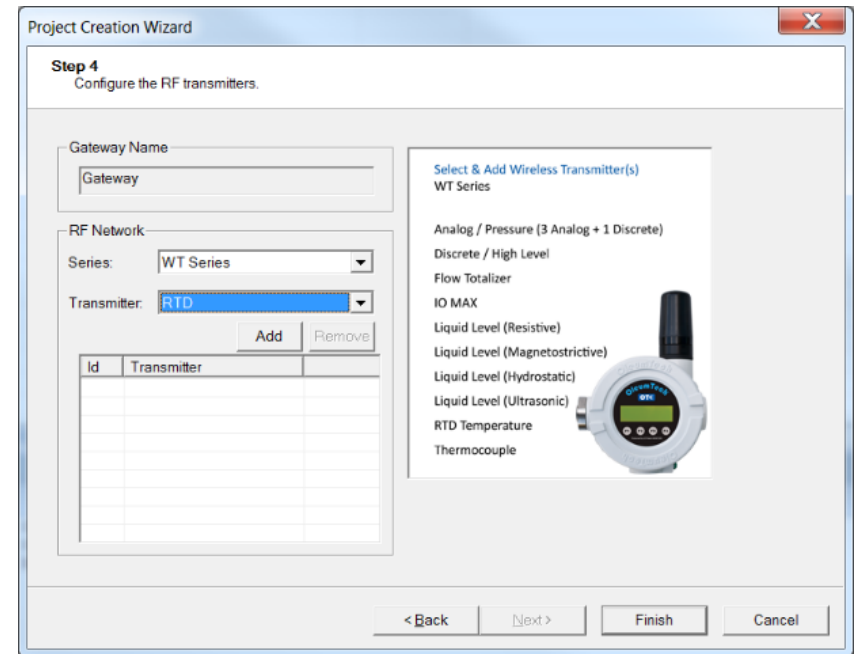 Project Creation Wizard
Step 4
Configure the RF transmitters.
Gateway Name
Gateway
RF Network
Series: WT Series
Transmitter: RTD
Add Remove
Id Transmitter
Select & Add Wireless Transmitter(s)
WT Series
Analog / Pressure (3 Analog + 1 Discrete)
Discrete / High Level
Flow Totalizer
IO MAX
Liquid Level (Resistive)
Liquid Level (Magnetostrictive)
Liquid Level (Hydrostatic)
Liquid Level (Ultrasonic)
RTD Temperature
Thermocouple
OleumTech
OTC
< Back Next > Finish Cancel